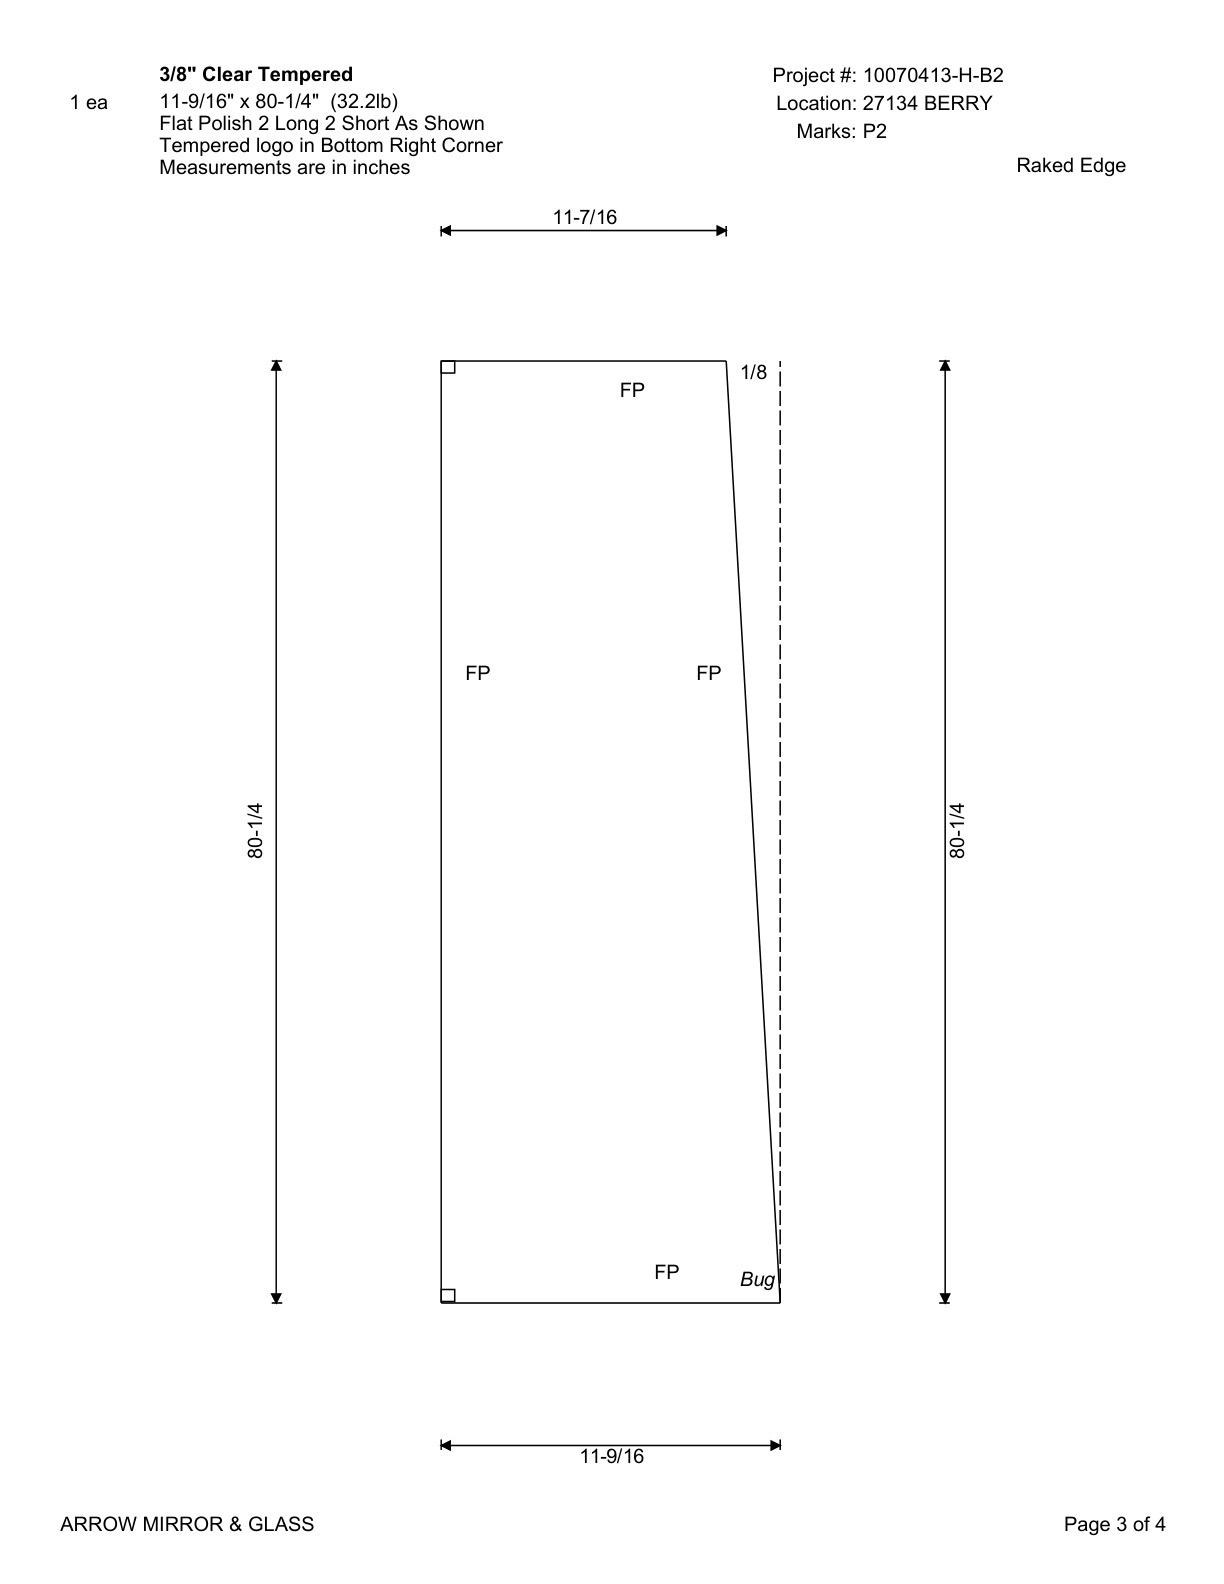 3/8" Clear Tempered
1 ea
11-9/16" x 80-1/4" (32.2lb)
Flat Polish 2 Long 2 Short As Shown
Tempered logo in Bottom Right Corner
Measurements are in inches
Project #: 10070413-H-B2
Location: 27134 BERRY
Marks: P2
Raked Edge
11-7/16
1/8
FP
FP
FP
80-1/4
80-1/4
FP
Bug
11-9/16
ARROW MIRROR & GLASS
Page 3 of 4